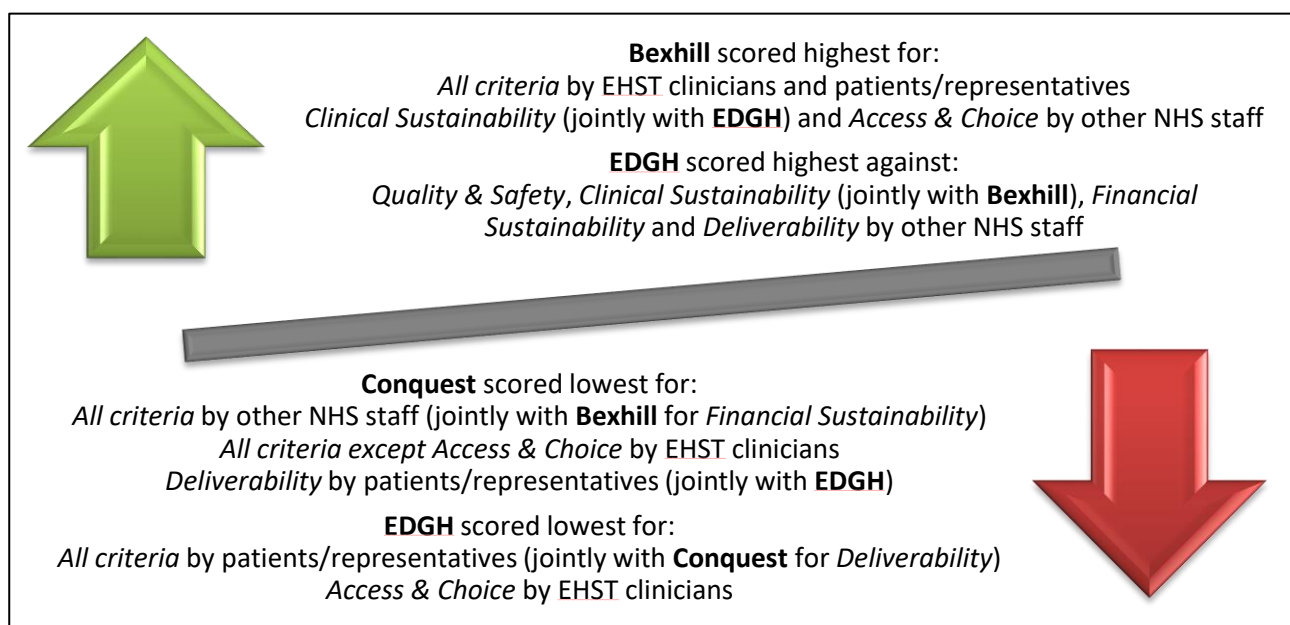 Bexhill scored highest for:
All criteria by EHST clinicians and patients/representatives
Clinical Sustainability (jointly with EDGH) and Access & Choice by other NHS staff
EDGH scored highest against:
Quality & Safety, Clinical Sustainability (jointly with Bexhill), Financial
Sustainability and Deliverability by other NHS staff
Conquest scored lowest for:
All criteria by other NHS staff (jointly with Bexhill for Financial Sustainability)
All criteria except Access & Choice by EHST clinicians
Deliverability by patients/representatives (jointly with EDGH)
EDGH scored lowest for:
All criteria by patients/representatives (jointly with Conquest for Deliverability)
Access & Choice by EHST clinicians